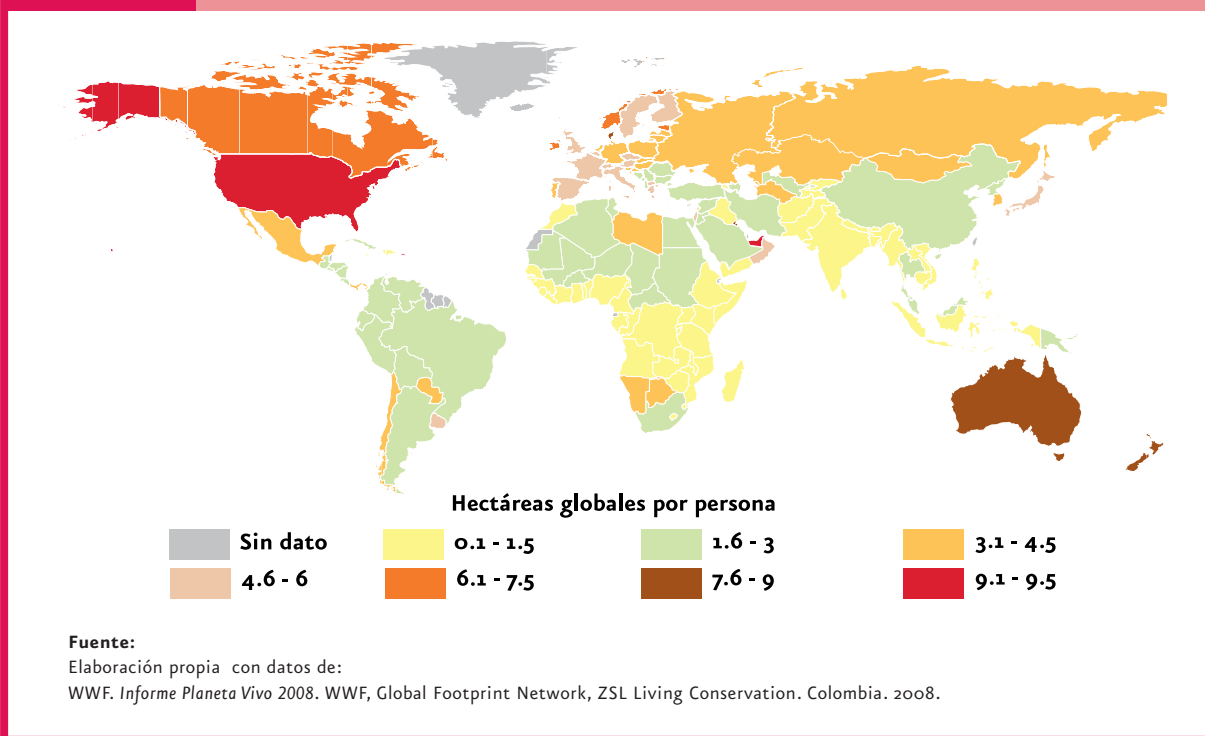 Hectáreas globales por persona
Sin dato 0.1 - 1.5 1.6 - 3 3.1 - 4.5
4.6 - 6 6.1 - 7.5 7.6 - 9 9.1 - 9.5
Fuente:
Elaboración propia con datos de:
WWF. Informe Planeta Vivo 2008. WWF, Global Footprint Network, ZSL Living Conservation. Colombia. 2008.